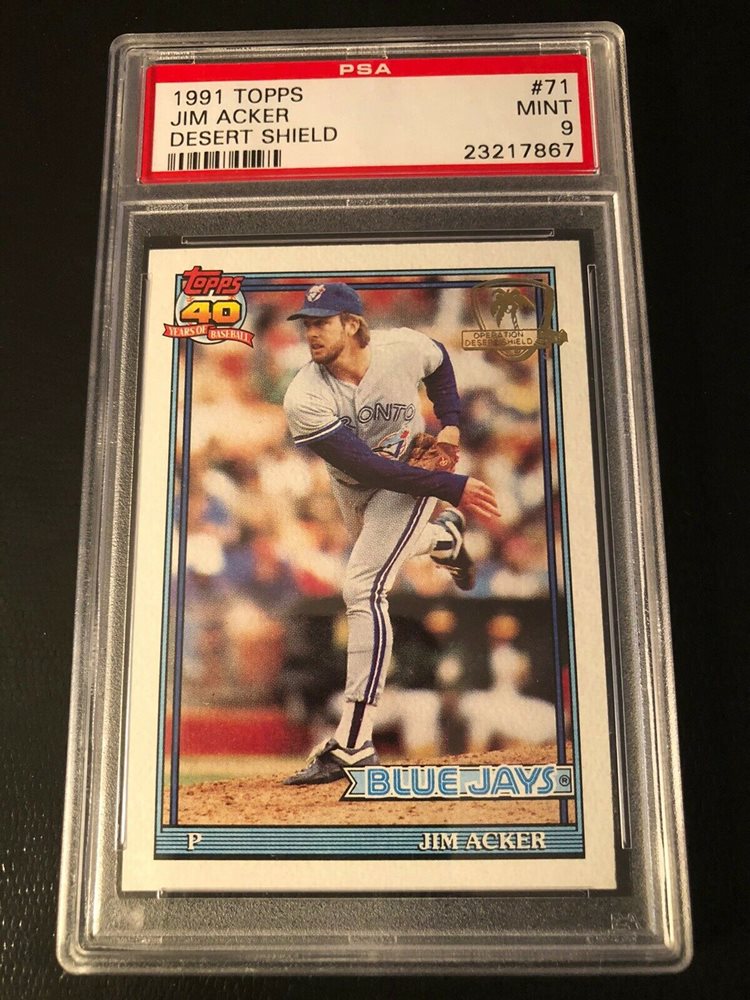 PSA
1991 TOPPS #71
JIM ACKER MINT
DESERT SHIELD 9
23217867
Topps
40
YEARS OF BASEBALL
OPERATION
DESERT SHIELD
RONTO
BLUE JAYS®
P JIM ACKER